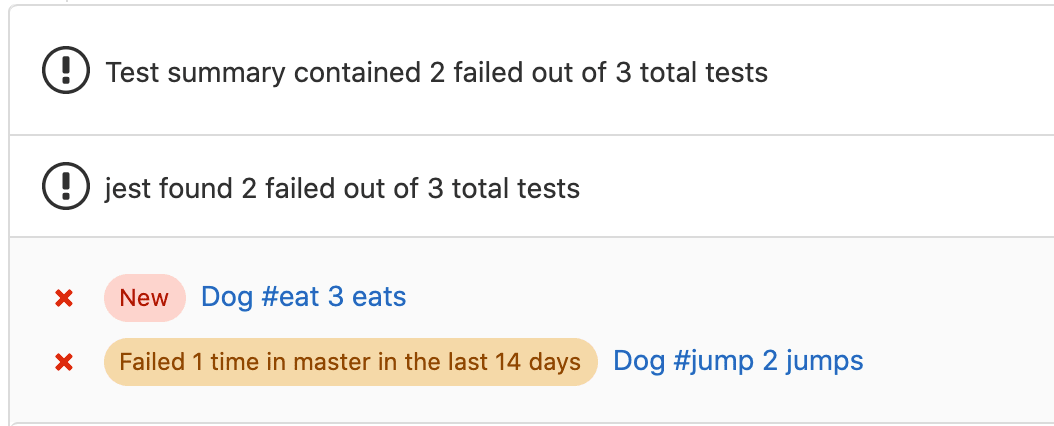 Test summary contained 2 failed out of 3 total tests
jest found 2 failed out of 3 total tests
New Dog #eat 3 eats
Failed 1 time in master in the last 14 days Dog #jump 2 jumps